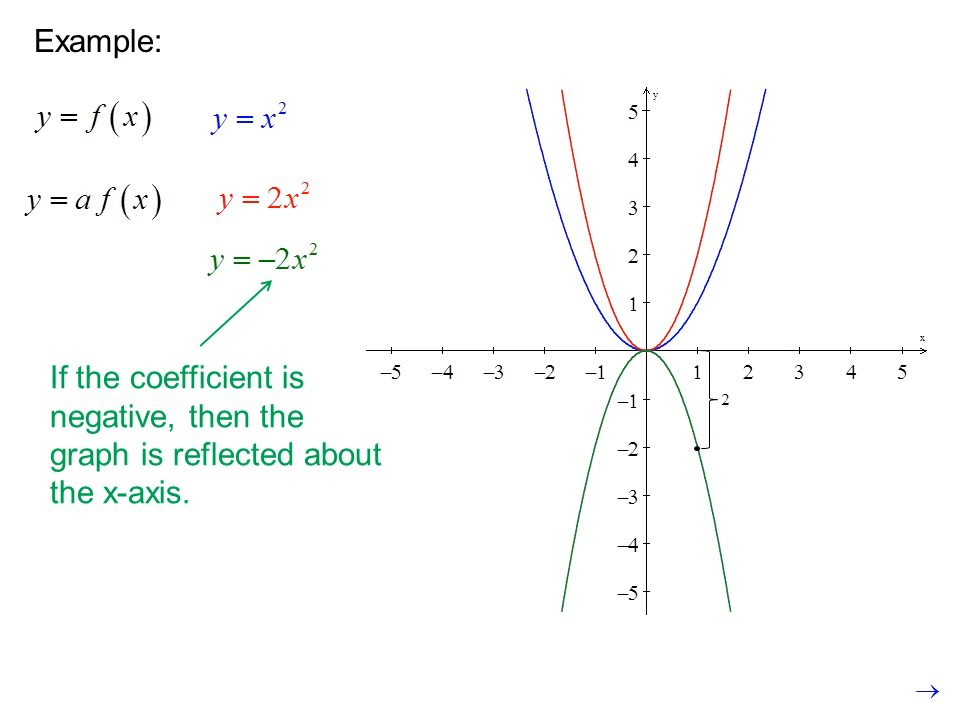 Example:
y = f(x)
y = x²
y = a f(x)
y = 2x²
y = −2x²
If the coefficient is
negative, then the
graph is reflected about
the x-axis.
y
5
4
3
2
1
x
–5 –4 –3 –2 –1 1 2 3 4 5
–1
2
–2
–3
–4
–5
→